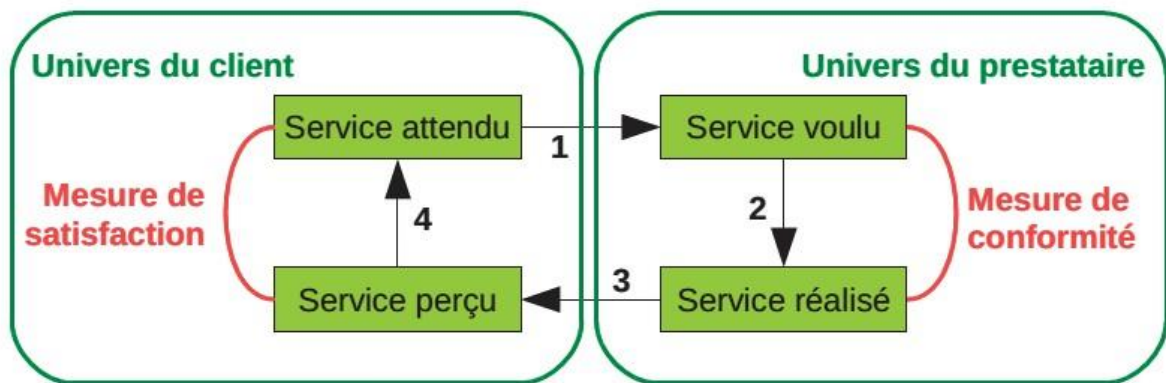 Univers du client
Univers du prestataire
Service attendu
1
Service voulu
Mesure de
satisfaction
4
2
Mesure de
conformité
Service perçu
3
Service réalisé